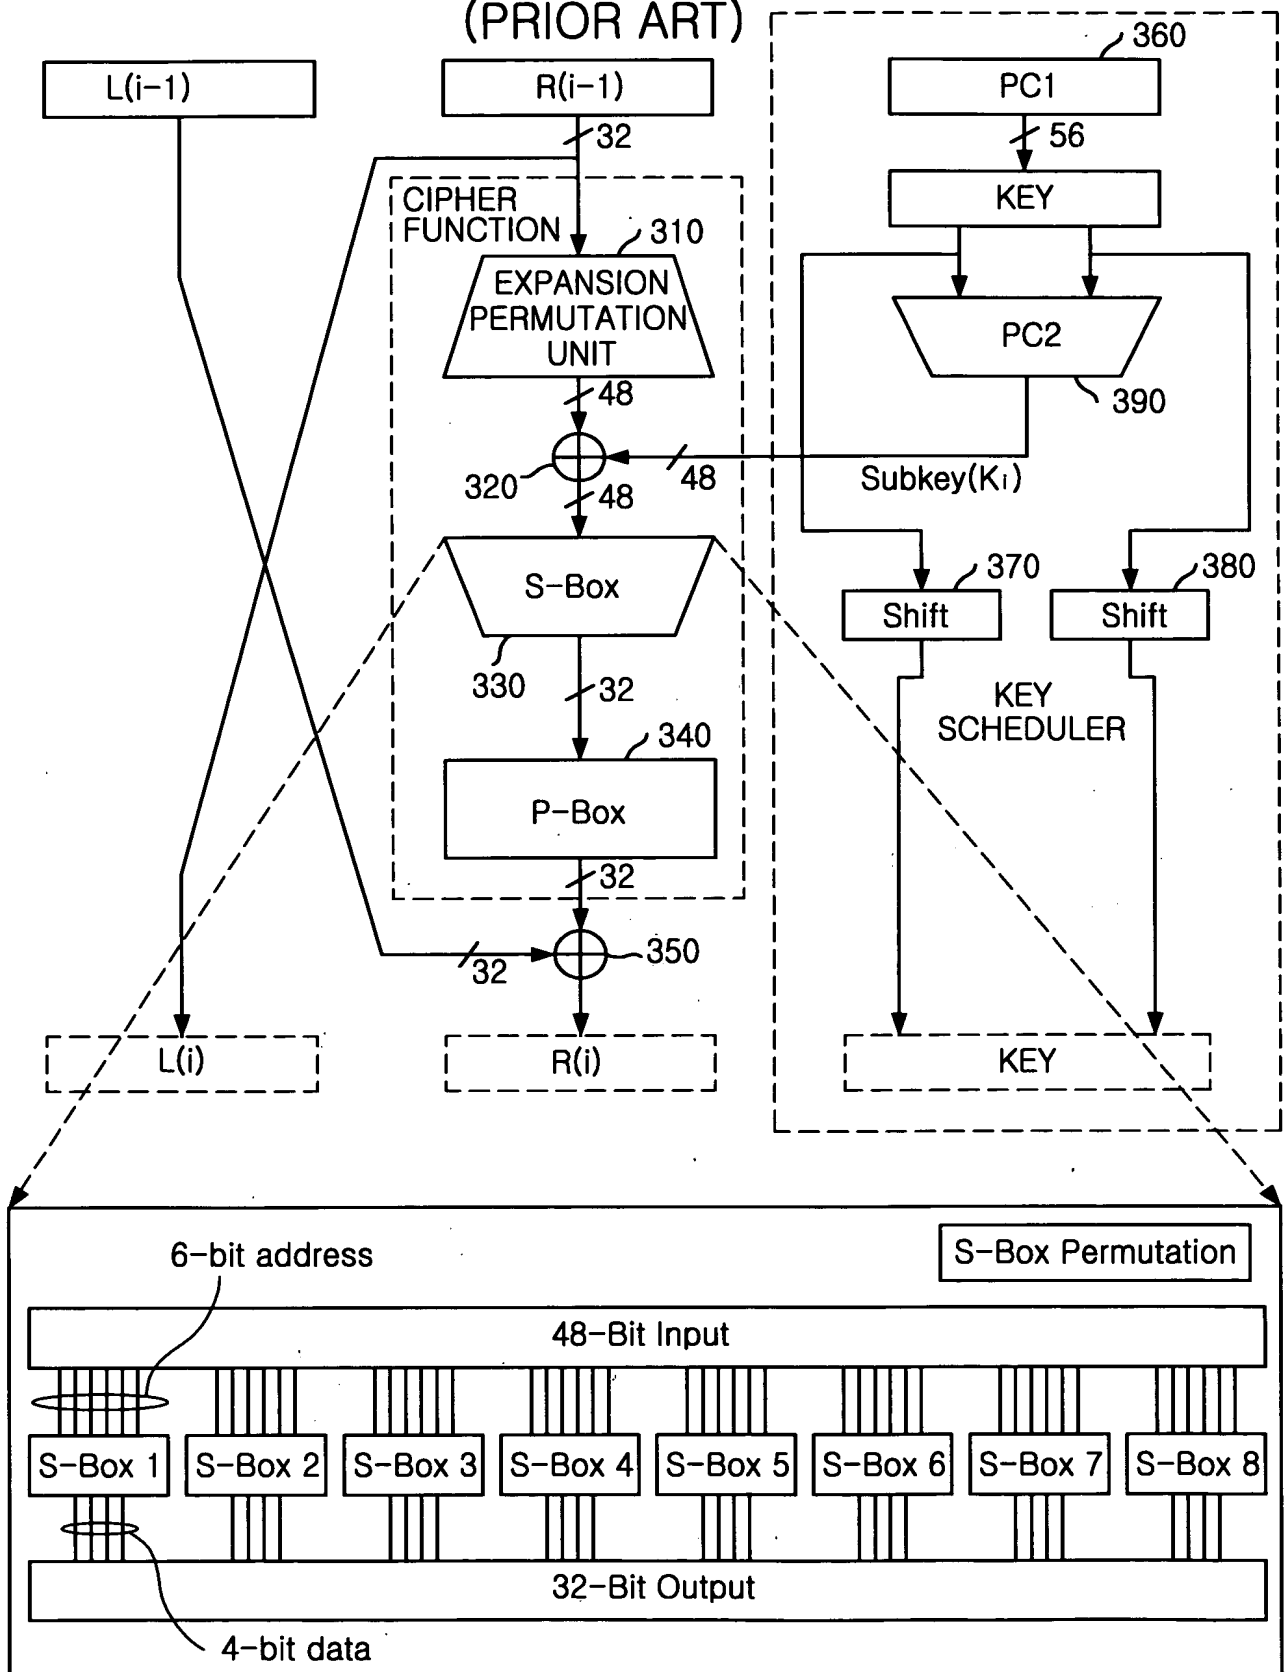 (PRIOR ART)
360
L(i-1)
R(i-1)
PC1
32
56
CIPHER
FUNCTION
KEY
310
EXPANSION
PERMUTATION
UNIT
PC2
48
390
320
48
Subkey(Ki)
48
370
380
S-Box
Shift
Shift
330
32
KEY
SCHEDULER
340
P-Box
32
350
32
L(i)
R(i)
KEY
6-bit address
S-Box Permutation
48-Bit Input
S-Box 1
S-Box 2
S-Box 3
S-Box 4
S-Box 5
S-Box 6
S-Box 7
S-Box 8
32-Bit Output
4-bit data